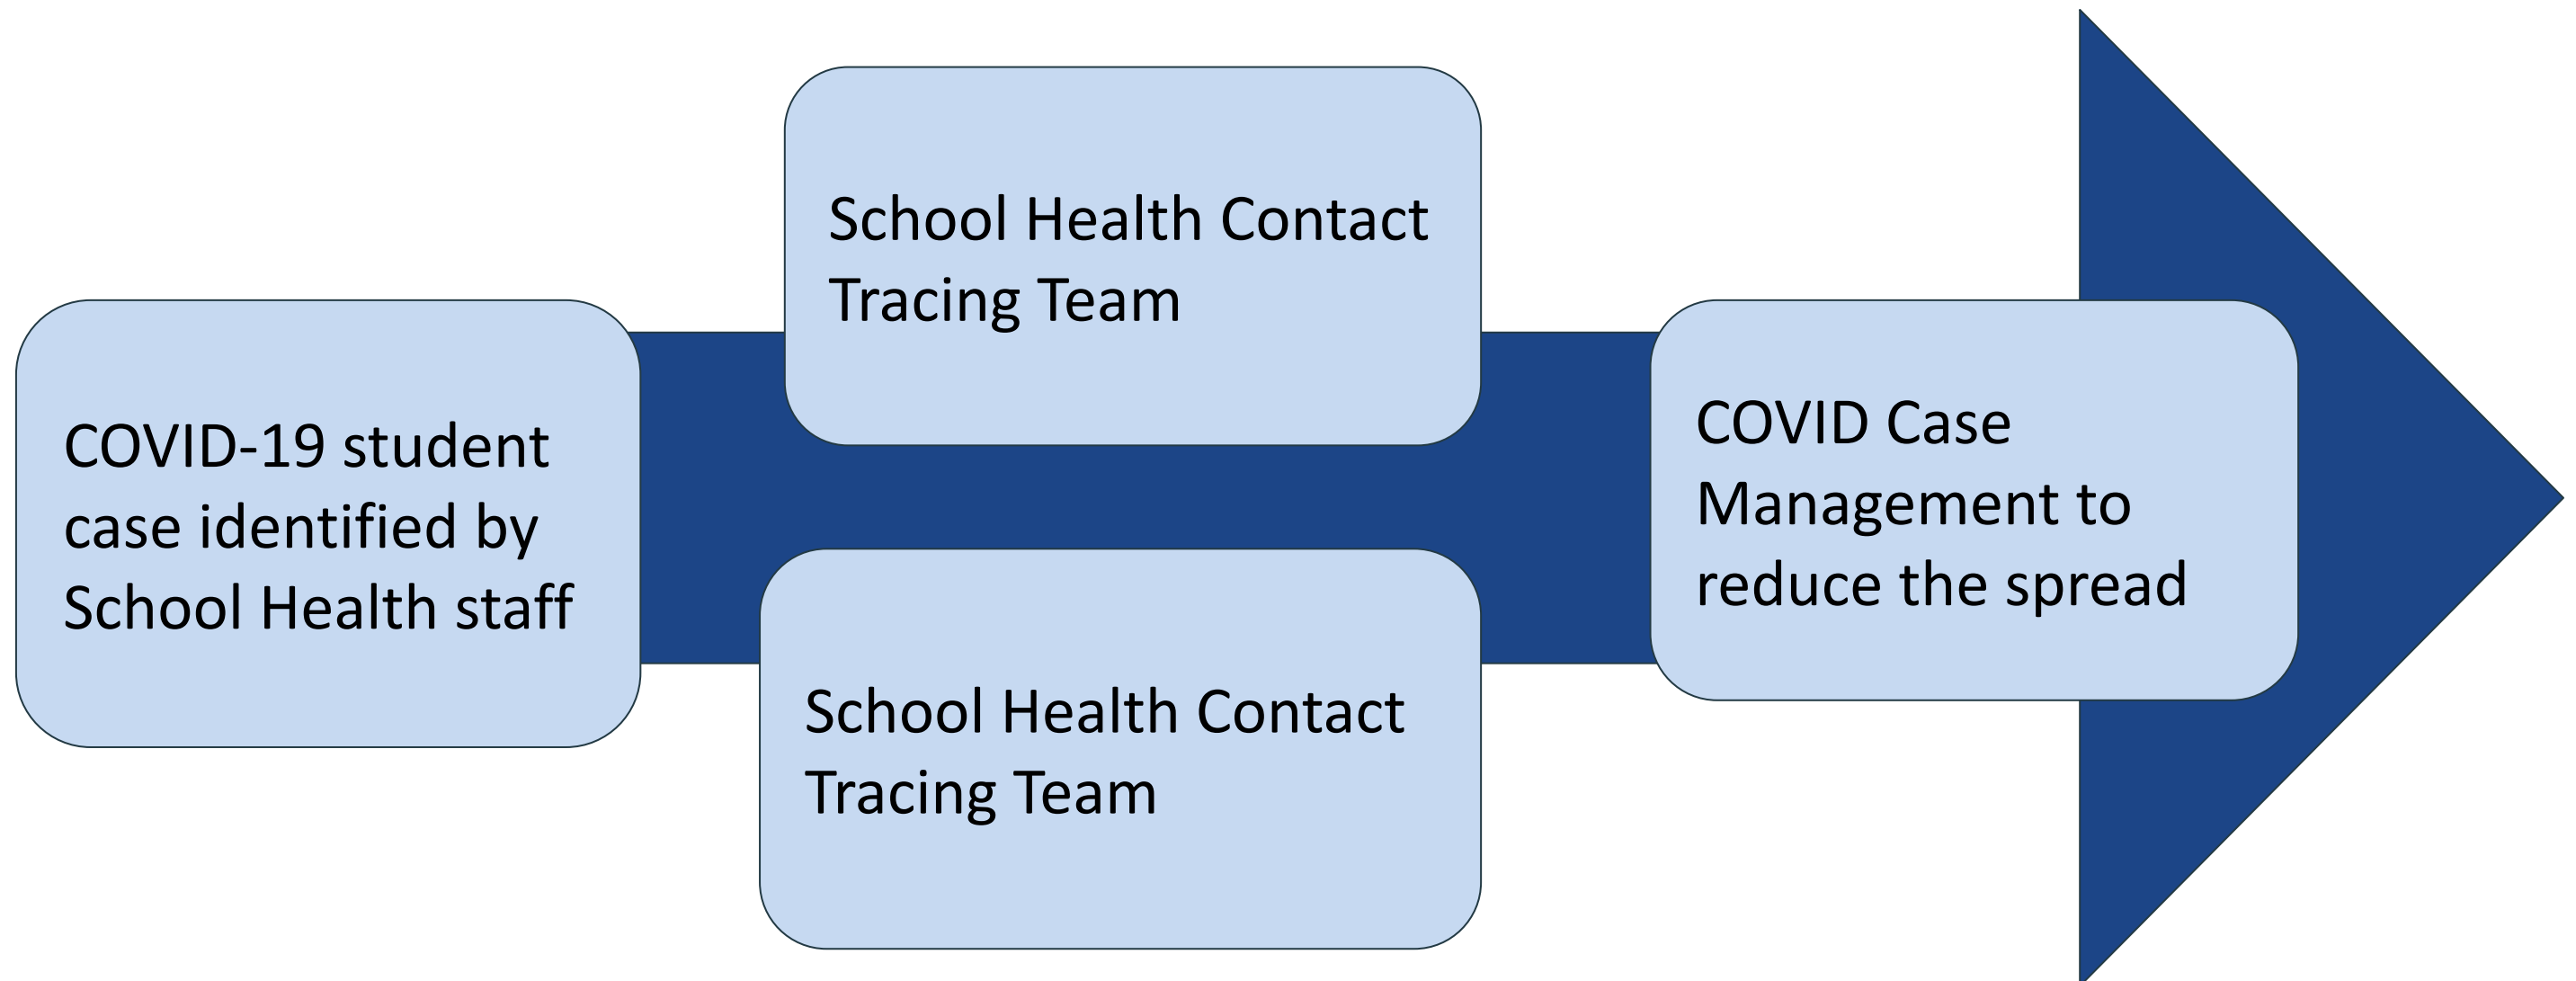 COVID-19 student
case identified by
School Health staff
School Health Contact
Tracing Team
School Health Contact
Tracing Team
COVID Case
Management to
reduce the spread